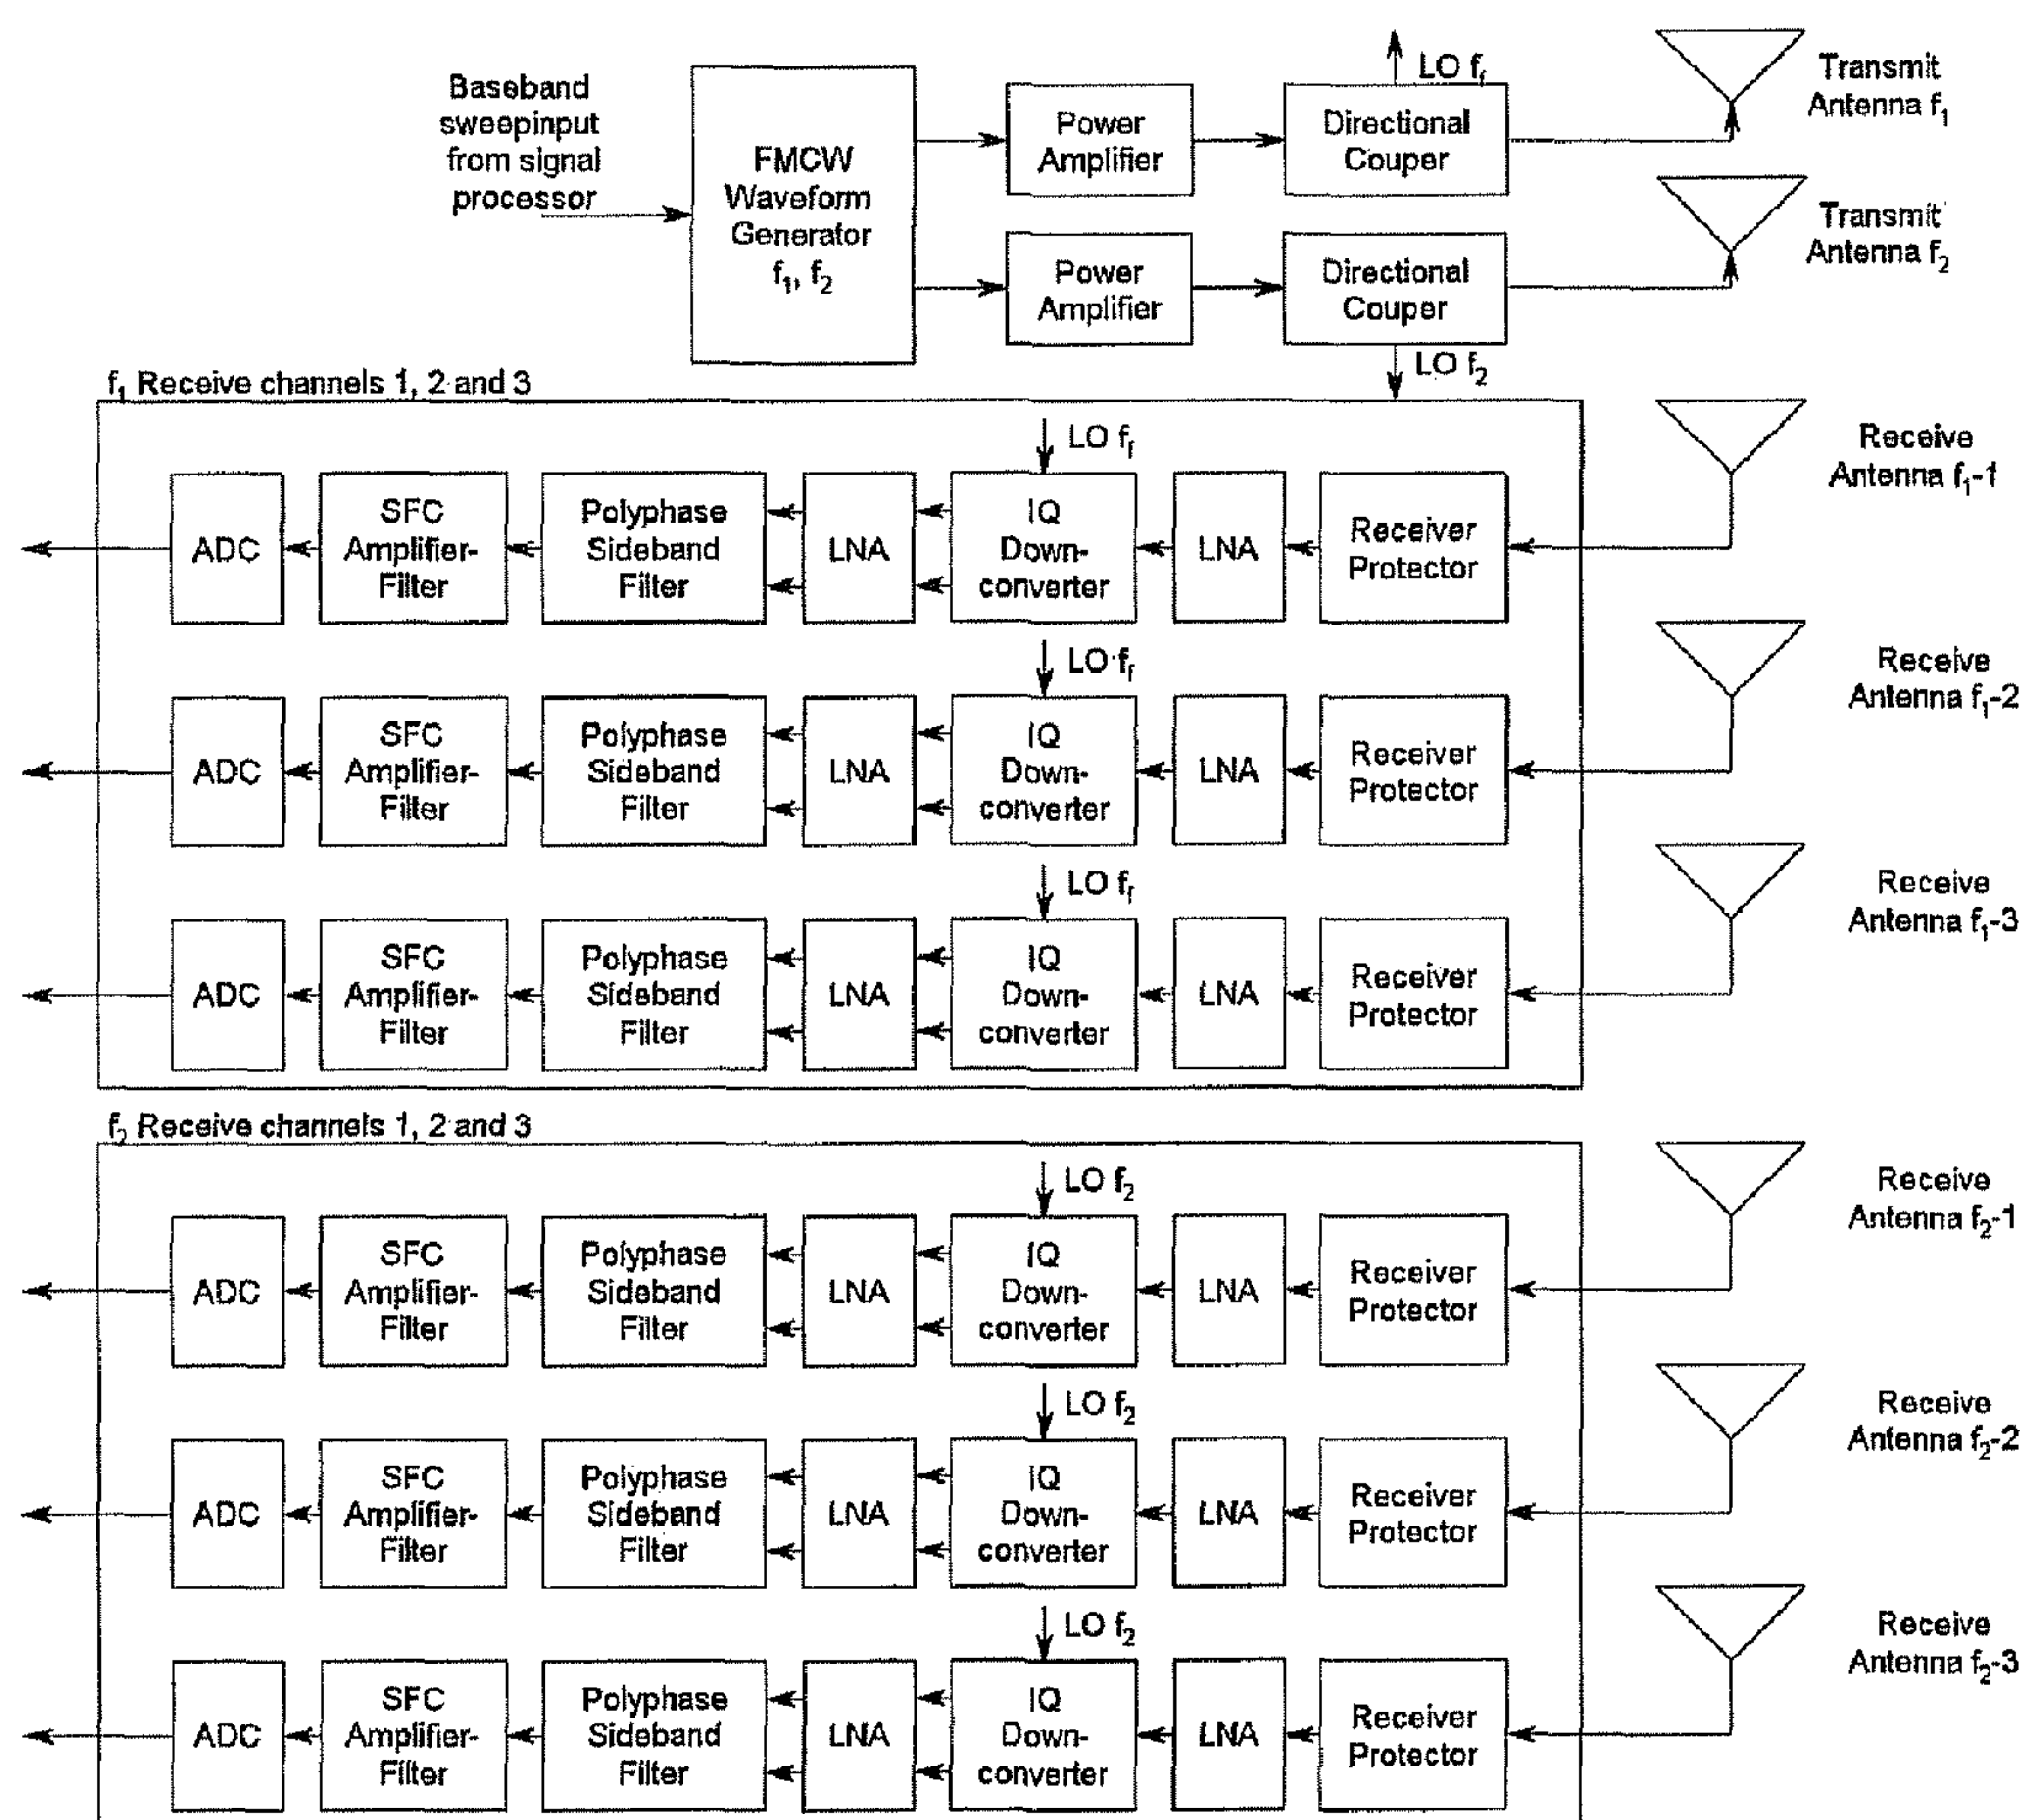 Baseband
sweepinput
from signal
processor
FMCW
Waveform
Generator
f₁, f₂
Power
Amplifier
LO fᵣ
Directional
Couper
Transmit
Antenna f₁
Power
Amplifier
Directional
Couper
LO f₂
Transmit
Antenna f₂
f₁ Receive channels 1, 2 and 3
LO fᵣ
ADC
SFC
Amplifier-
Filter
Polyphase
Sideband
Filter
LNA
IQ
Down-
converter
LNA
Receiver
Protector
Receive
Antenna f₁-1
LO fᵣ
ADC
SFC
Amplifier-
Filter
Polyphase
Sideband
Filter
LNA
IQ
Down-
converter
LNA
Receiver
Protector
Receive
Antenna f₁-2
LO fᵣ
ADC
SFC
Amplifier-
Filter
Polyphase
Sideband
Filter
LNA
IQ
Down-
converter
LNA
Receiver
Protector
Receive
Antenna f₁-3
f₂ Receive channels 1, 2 and 3
LO f₂
ADC
SFC
Amplifier-
Filter
Polyphase
Sideband
Filter
LNA
IQ
Down-
converter
LNA
Receiver
Protector
Receive
Antenna f₂-1
LO f₂
ADC
SFC
Amplifier-
Filter
Polyphase
Sideband
Filter
LNA
IQ
Down-
converter
LNA
Receiver
Protector
Receive
Antenna f₂-2
LO f₂
ADC
SFC
Amplifier-
Filter
Polyphase
Sideband
Filter
LNA
IQ
Down-
converter
LNA
Receiver
Protector
Receive
Antenna f₂-3